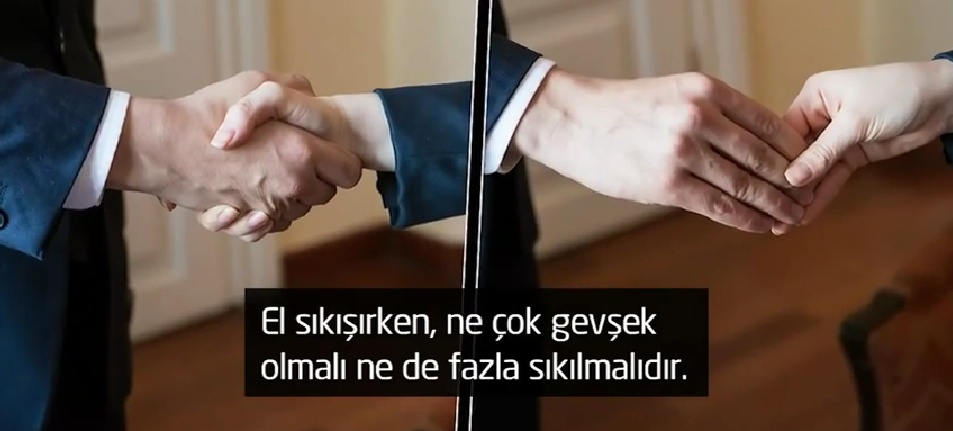 El sıkışırken, ne çok gevşek
olmalı ne de fazla sıkılmalıdır.